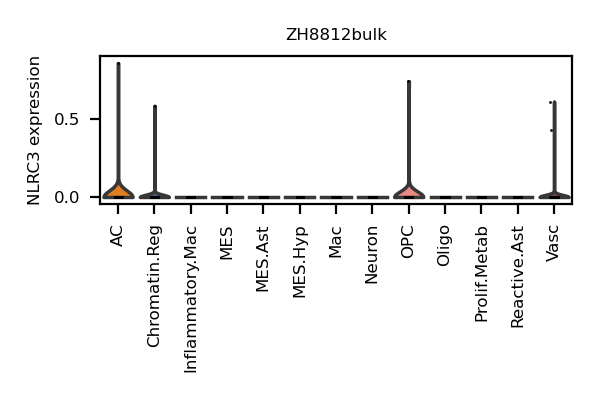 ZH8812bulk
NLRC3 expression
0.5
0.0
AC
Chromatin.Reg
Inflammatory.Mac
MES
MES.Ast
MES.Hyp
Mac
Neuron
OPC
Oligo
Prolif.Metab
Reactive.Ast
Vasc